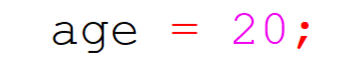 age = 20;